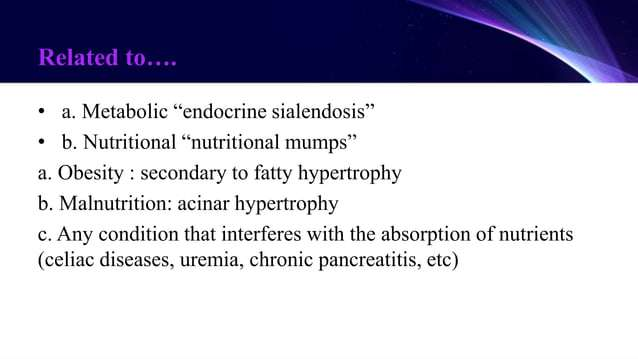 Related to….
• a. Metabolic “endocrine sialendosis”
• b. Nutritional “nutritional mumps”
a. Obesity : secondary to fatty hypertrophy
b. Malnutrition: acinar hypertrophy
c. Any condition that interferes with the absorption of nutrients
(celiac diseases, uremia, chronic pancreatitis, etc)